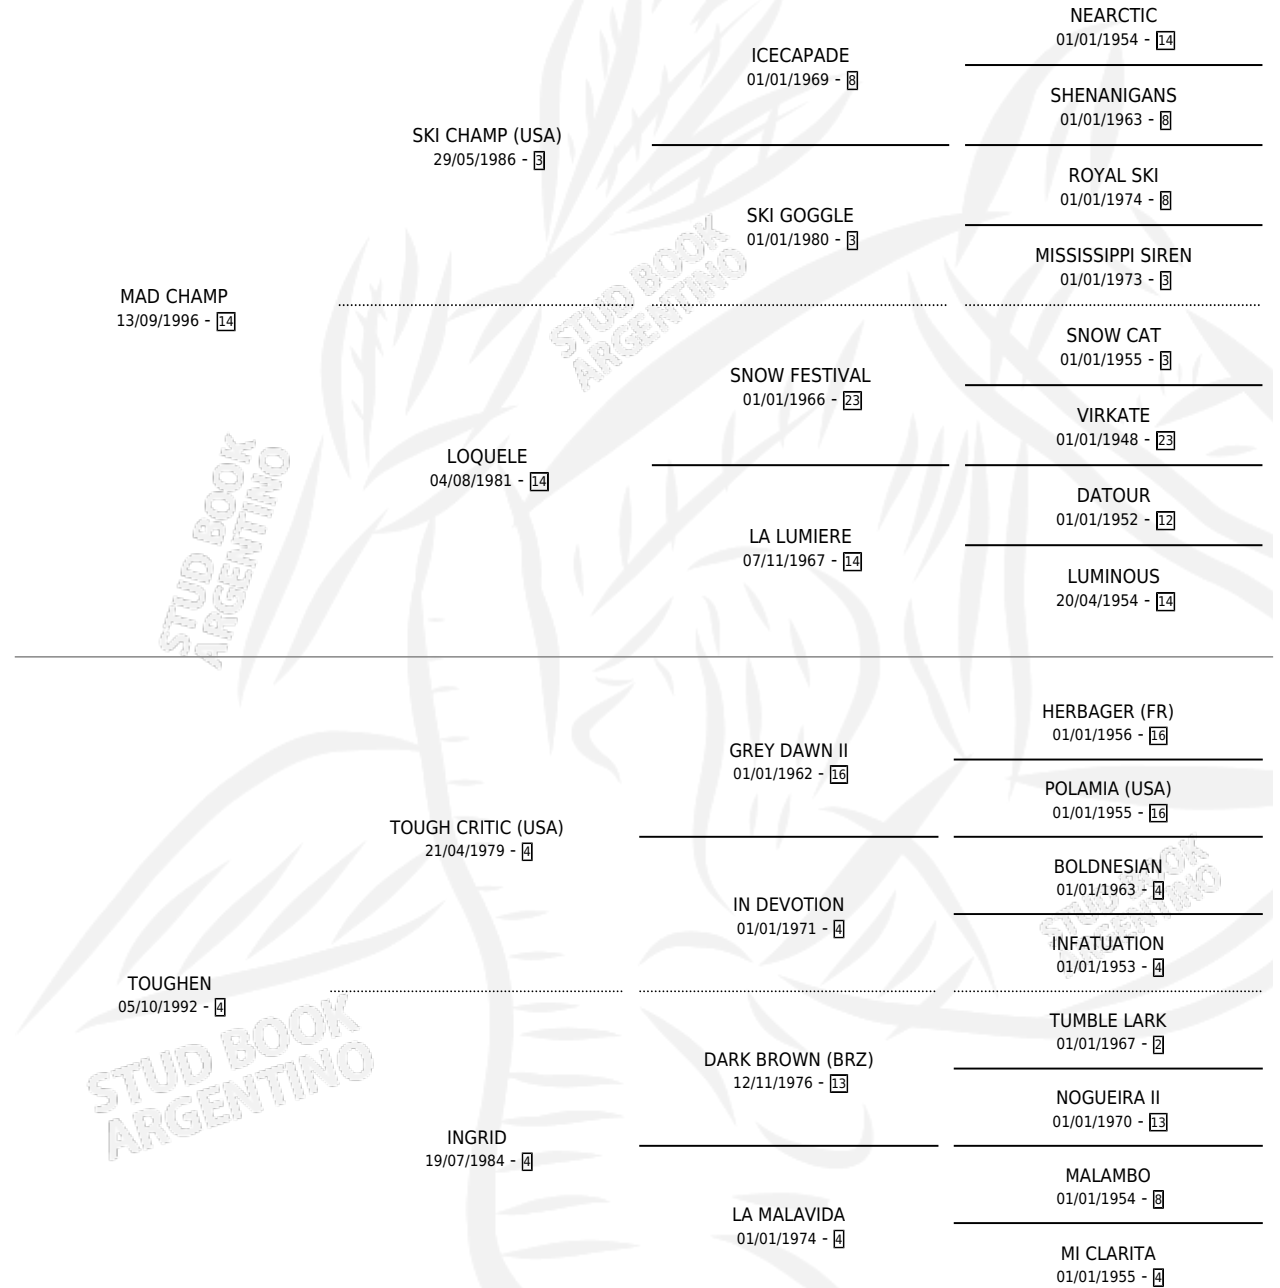 NEARCTIC
01/01/1954 - 14
ICECAPADE
01/01/1969 - 8
SHENANIGANS
01/01/1963 - 8
SKI CHAMP (USA)
29/05/1986 - 3
ROYAL SKI
01/01/1974 - 8
SKI GOGGLE
01/01/1980 - 3
MISSISSIPPI SIREN
01/01/1973 - 3
MAD CHAMP
13/09/1996 - 14
SNOW CAT
01/01/1955 - 3
SNOW FESTIVAL
01/01/1966 - 23
VIRKATE
01/01/1948 - 23
LOQUELE
04/08/1981 - 14
DATOUR
01/01/1952 - 12
LA LUMIERE
07/11/1967 - 14
LUMINOUS
20/04/1954 - 14
HERBAGER (FR)
01/01/1956 - 16
GREY DAWN II
01/01/1962 - 16
POLAMIA (USA)
01/01/1955 - 16
TOUGH CRITIC (USA)
21/04/1979 - 4
BOLDNESIAN
01/01/1963 - 4
IN DEVOTION
01/01/1971 - 4
INFATUATION
01/01/1953 - 4
TOUGHEN
05/10/1992 - 4
TUMBLE LARK
01/01/1967 - 2
DARK BROWN (BRZ)
12/11/1976 - 13
NOGUEIRA II
01/01/1970 - 13
INGRID
19/07/1984 - 4
MALAMBO
01/01/1954 - 8
LA MALAVIDA
01/01/1974 - 4
MI CLARITA
01/01/1955 - 4
STUD BOOK
ARGENTINO
STUD BOOK
ARGENTINO
STUD BOOK
ARGENTINO
STUD BOOK
ARGENTINO